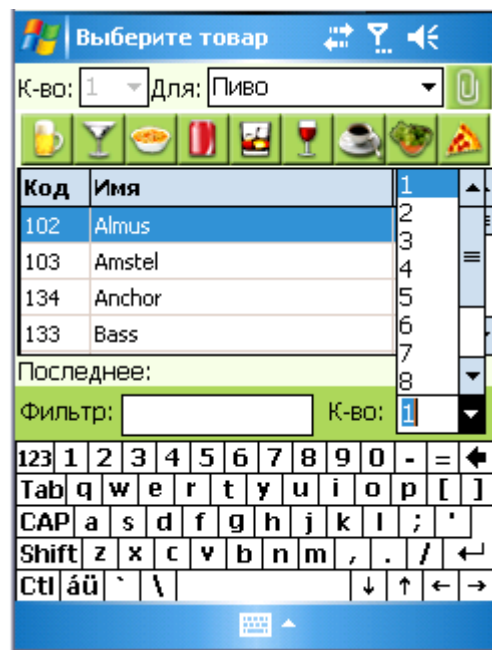 Выберите товар
К-во: 1 Для: Пиво
Код Имя
102 Almus
103 Amstel
134 Anchor
133 Bass
1
2
3
4
5
6
7
8
Последнее:
Фильтр: К-во: 1
123 1 2 3 4 5 6 7 8 9 0 - =
Tab q w e r t y u i o p [ ]
CAP a s d f g h j k l ; '
Shift z x c v b n m , . / ↵
Ctl áü ` \ ↓ ↑ ← →